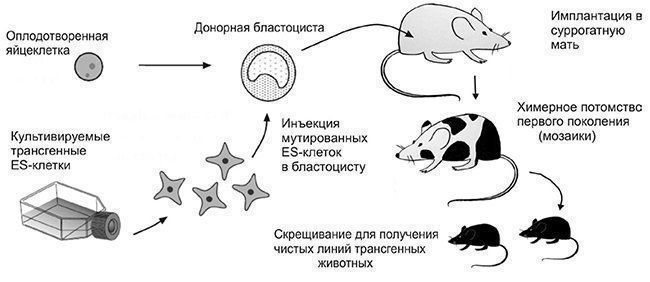 Оплодотворенная
яйцеклетка
Донорная бластоциста
Имплантация в
суррогатную
мать
Культивируемые
трансгенные
ES-клетки
Инъекция
мутированных
ES-клеток
в бластоцисту
Химерное потомство
первого поколения
(мозаики)
Скрещивание для получения
чистых линий трансгенных
животных